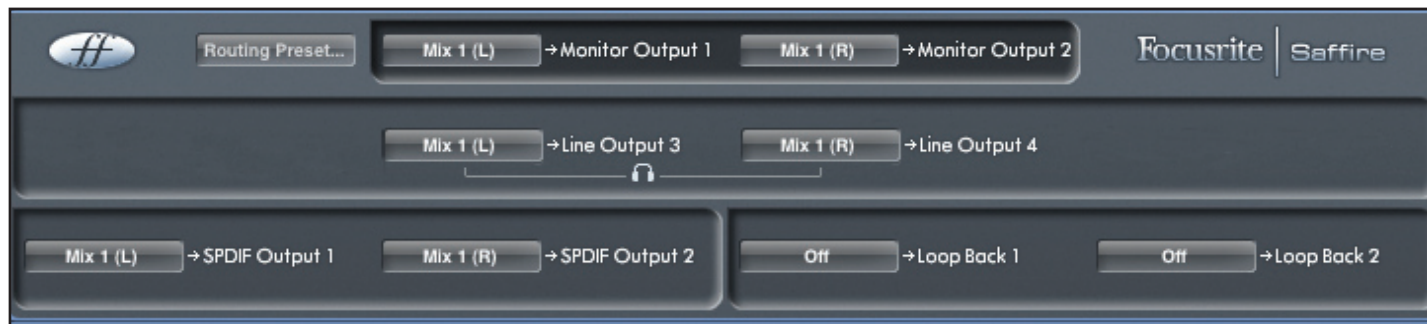 ff Routing Preset... Mix 1 (L) →Monitor Output 1 Mix 1 (R) →Monitor Output 2 Focusrite | Saffire
Mix 1 (L) →Line Output 3 Mix 1 (R) →Line Output 4
Mix 1 (L) →SPDIF Output 1 Mix 1 (R) →SPDIF Output 2 Off →Loop Back 1 Off →Loop Back 2